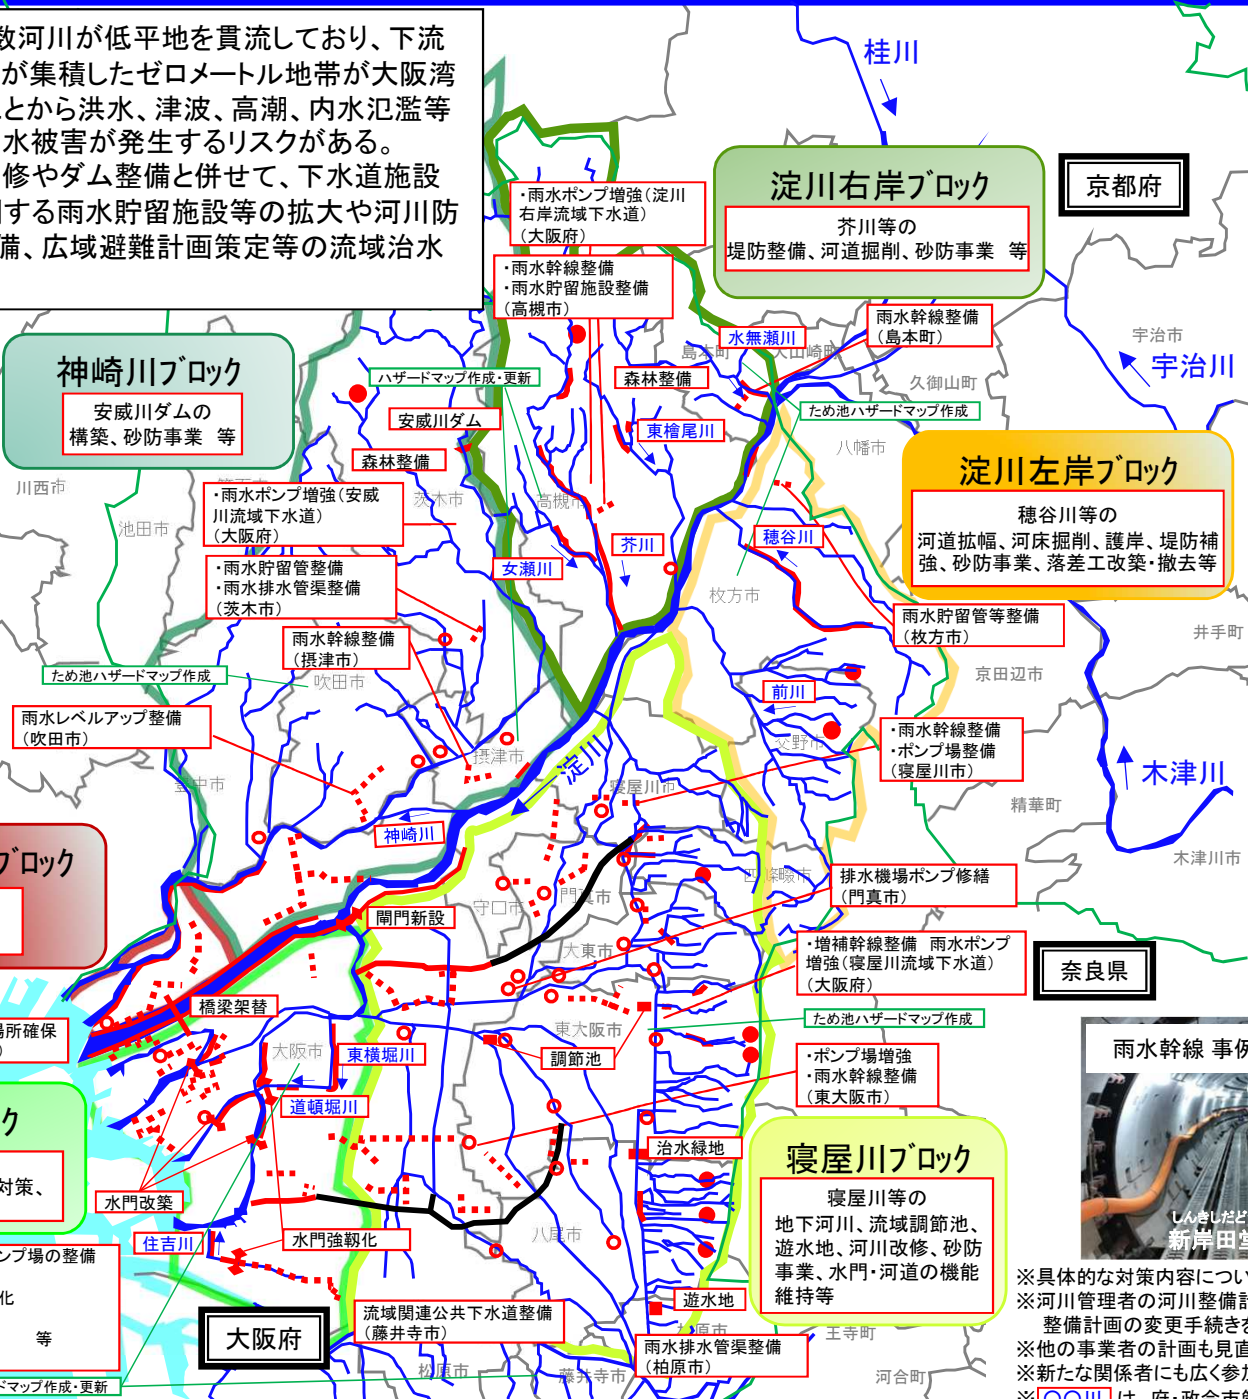 数河川が低平地を貫流しており、下流
が集積したゼロメートル地帯が大阪湾
とから洪水、津波、高潮、内水氾濫等
水被害が発生するリスクがある。
修やダム整備と併せて、下水道施設
する雨水貯留施設等の拡大や河川防
備、広域避難計画策定等の流域治水
桂川
京都府
淀川右岸ブロック
芥川等の
堤防整備、河道掘削、砂防事業 等
・雨水ポンプ増強(淀川
右岸流域下水道)
(大阪府)
・雨水幹線整備
・雨水貯留施設整備
(高槻市)
水無瀬川
雨水幹線整備
(島本町)
島本町
大山崎町
宇治市
宇治川
久御山町
神崎川ブロック
安威川ダムの
構築、砂防事業 等
ハザードマップ作成・更新
森林整備
安威川ダム
東檜尾川
ため池ハザードマップ作成
八幡市
森林整備
淀川左岸ブロック
穂谷川等の
河道拡幅、河床掘削、護岸、堤防補
強、砂防事業、落差工改築・撤去等
川西市
池田市
茨木市
高槻市
・雨水ポンプ増強(安威
川流域下水道)
(大阪府)
・雨水貯留管整備
・雨水排水管渠整備
(茨木市)
女瀬川
芥川
穂谷川
枚方市
雨水貯留管等整備
(枚方市)
井手町
雨水幹線整備
(摂津市)
ため池ハザードマップ作成
吹田市
京田辺市
前川
雨水レベルアップ整備
(吹田市)
・雨水幹線整備
・ポンプ場整備
(寝屋川市)
交野市
摂津市
淀川
寝屋川市
豊中市
木津川
精華町
木津川市
神崎川
ブロック
四條畷市
排水機場ポンプ修繕
(門真市)
守口市
門真市
閘門新設
大東市
・増補幹線整備 雨水ポンプ
増強(寝屋川流域下水道)
(大阪府)
奈良県
橋梁架替
場所確保
東大阪市
ため池ハザードマップ作成
大阪市
東横堀川
調節池
・ポンプ場増強
・雨水幹線整備
(東大阪市)
雨水幹線 事例
道頓堀川
ク
対策、
治水緑地
寝屋川ブロック
寝屋川等の
地下河川、流域調節池、
遊水地、河川改修、砂防
事業、水門・河道の機能
維持等
水門改築
住吉川
水門強靱化
八尾市
しんきしだど
新岸田堂
ンプ場の整備
化
等
遊水地
大阪府
流域関連公共下水道整備
(藤井寺市)
柏原市
雨水排水管渠整備
(柏原市)
王寺町
松原市
藤井寺市
河合町
ドマップ作成・更新
※具体的な対策内容につい
※河川管理者の河川整備計
整備計画の変更手続きを
※他の事業者の計画も見直
※新たな関係者にも広く参加